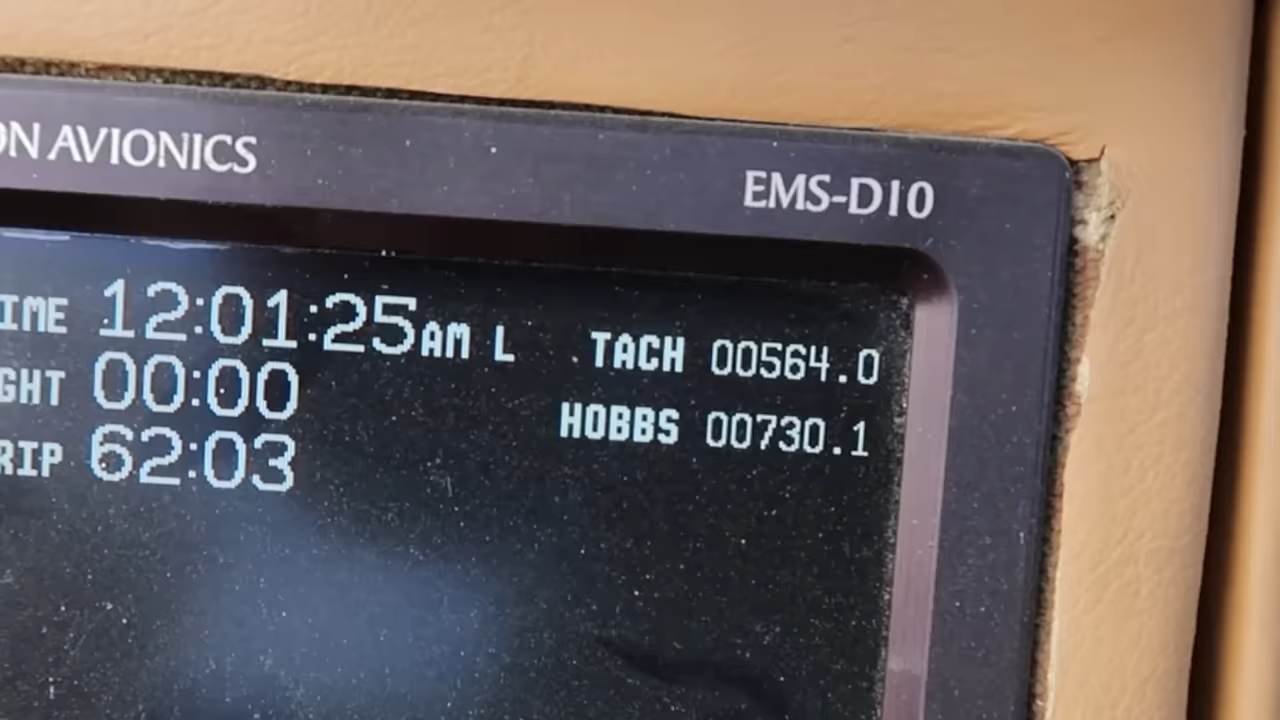 ON AVIONICS
EMS-D10
IME 12:01:25AM L
TACH 00564.0
GHT 00:00
HOBBS 00730.1
RIP 62:03